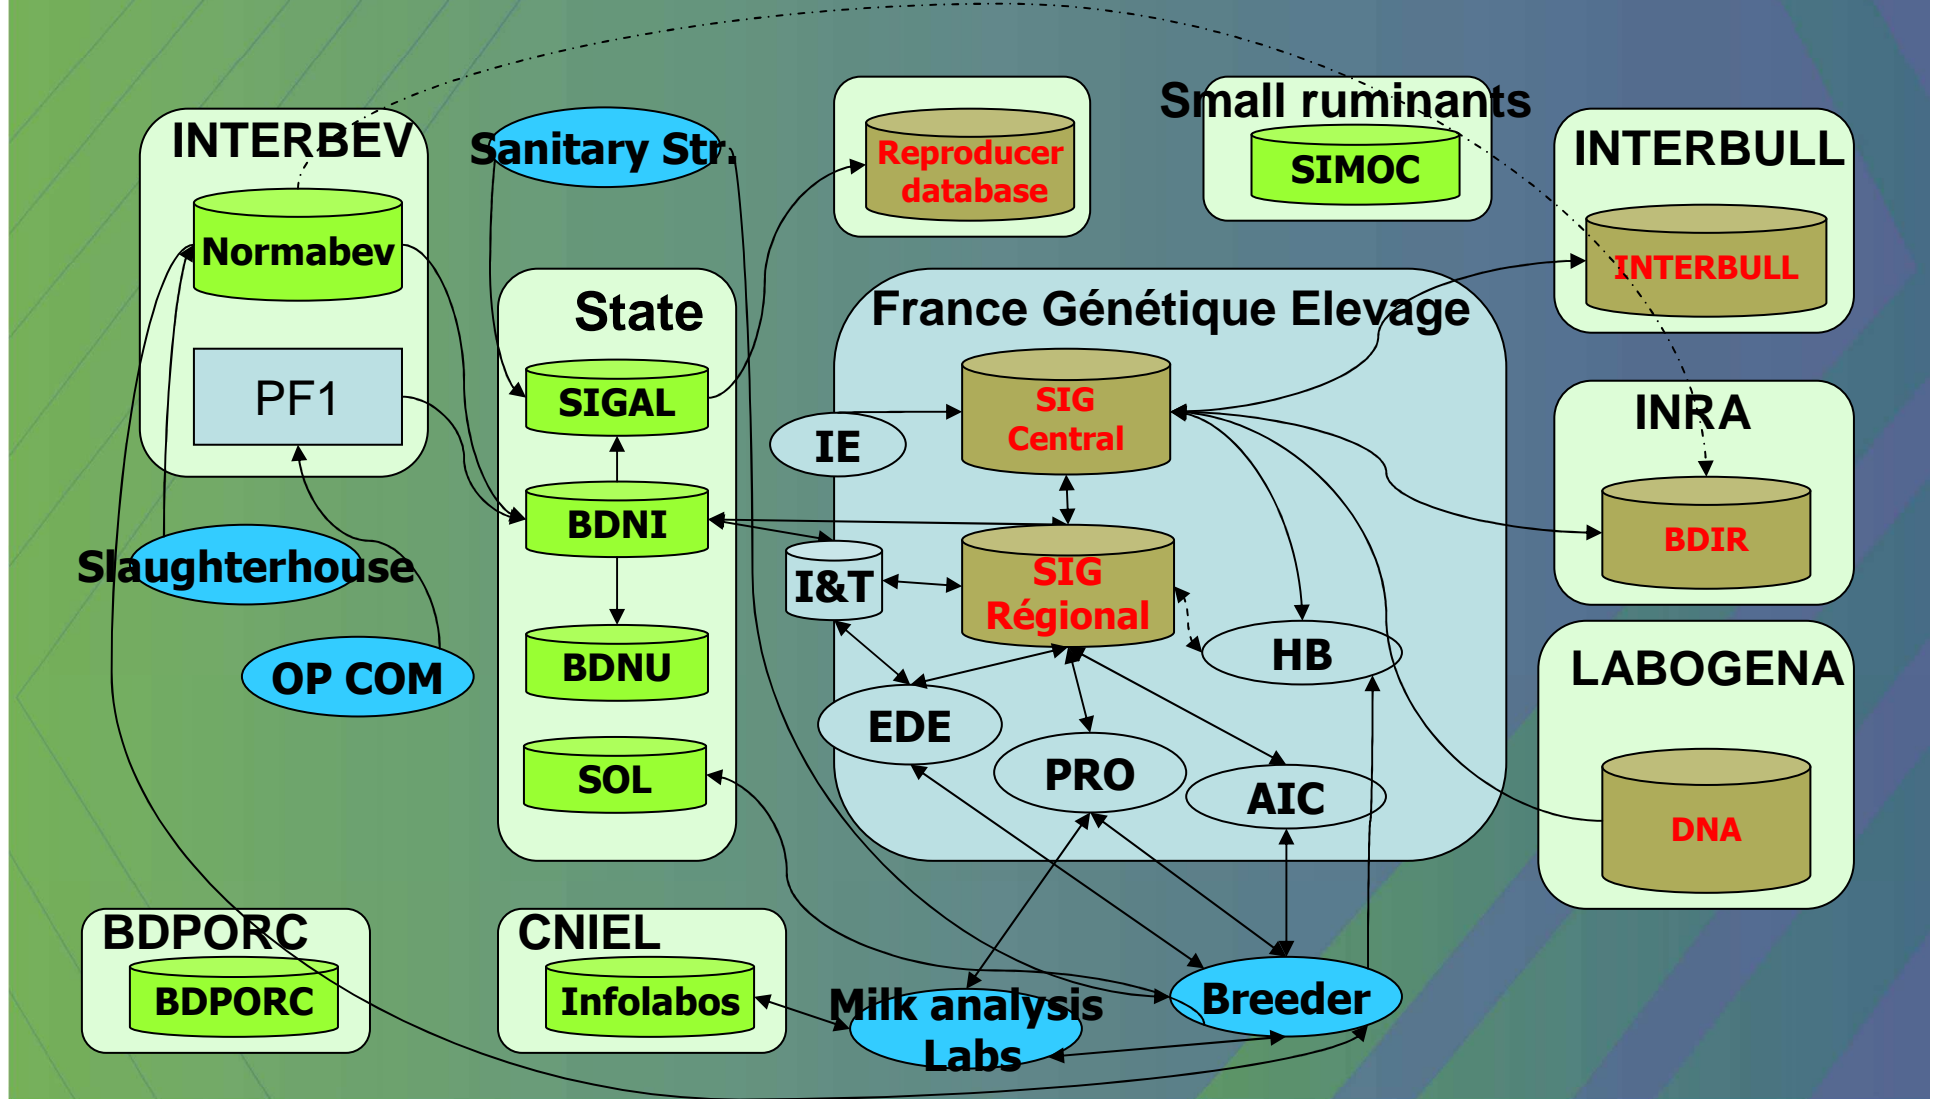 Small ruminants
INTERBEV
Sanitary Str.
Reproducer
database
SIMOC
INTERBULL
Normabev
INTERBULL
State
France Génétique Elevage
PF1
SIGAL
IE
SIG
Central
INRA
BDNI
BDIR
Slaughterhouse
I&T
SIG
Régional
HB
OP COM
BDNU
LABOGENA
EDE
SOL
PRO
AIC
DNA
BDPORC
BDPORC
CNIEL
Infolabos
Milk analysis
Labs
Breeder